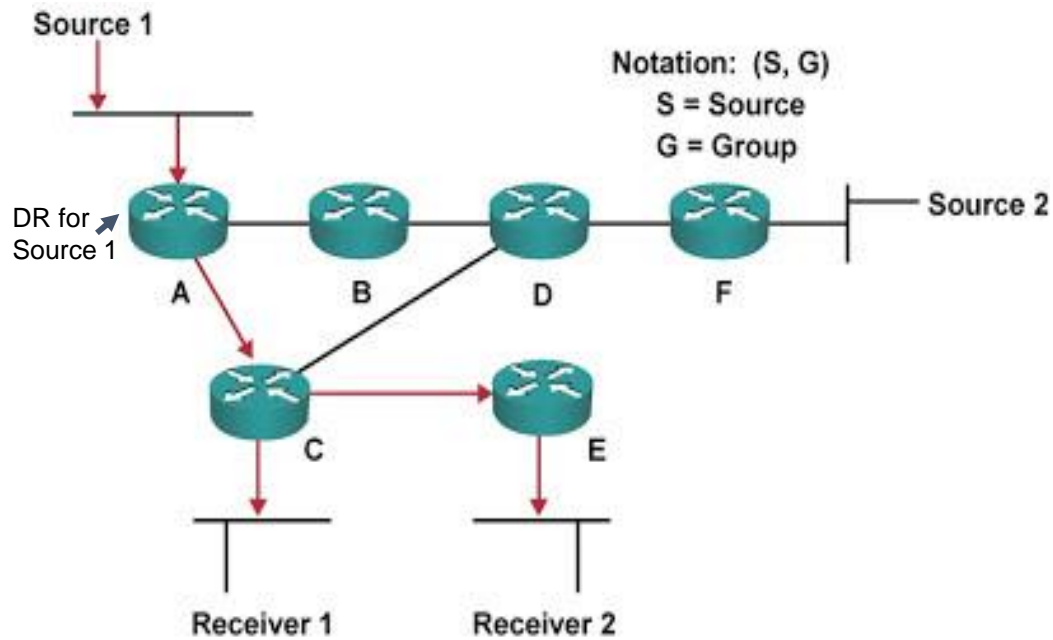 Source 1
Notation: (S, G)
S = Source
G = Group
DR for
Source 1
Source 2
A
B
D
F
C
E
Receiver 1
Receiver 2